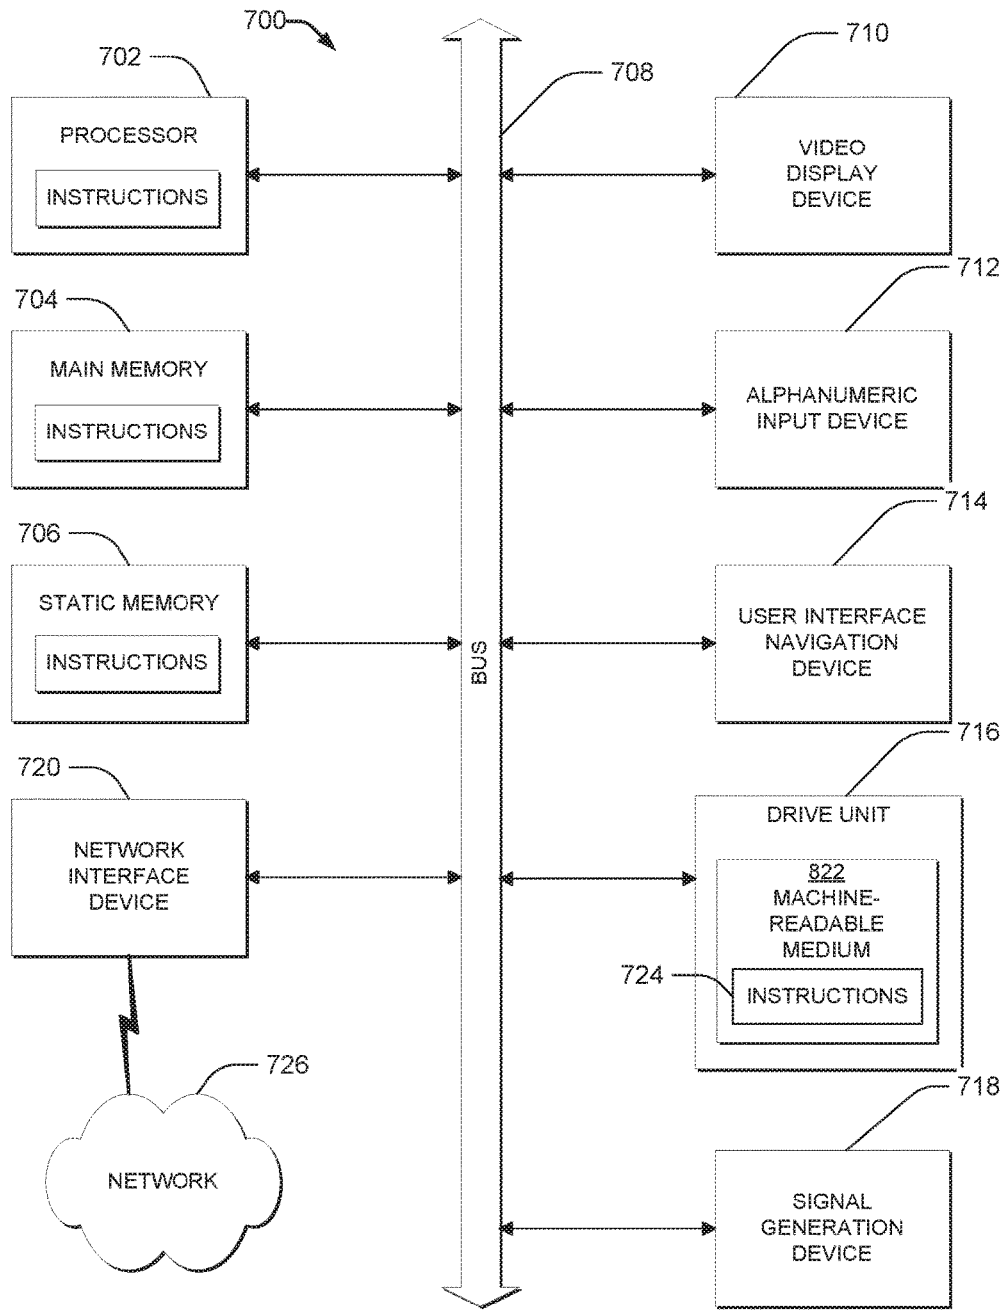 700
702
PROCESSOR
INSTRUCTIONS
704
MAIN MEMORY
INSTRUCTIONS
706
STATIC MEMORY
INSTRUCTIONS
720
NETWORK
INTERFACE
DEVICE
726
NETWORK
708
BUS
710
VIDEO
DISPLAY
DEVICE
712
ALPHANUMERIC
INPUT DEVICE
714
USER INTERFACE
NAVIGATION
DEVICE
716
DRIVE UNIT
822
MACHINE-
READABLE
MEDIUM
724
INSTRUCTIONS
718
SIGNAL
GENERATION
DEVICE